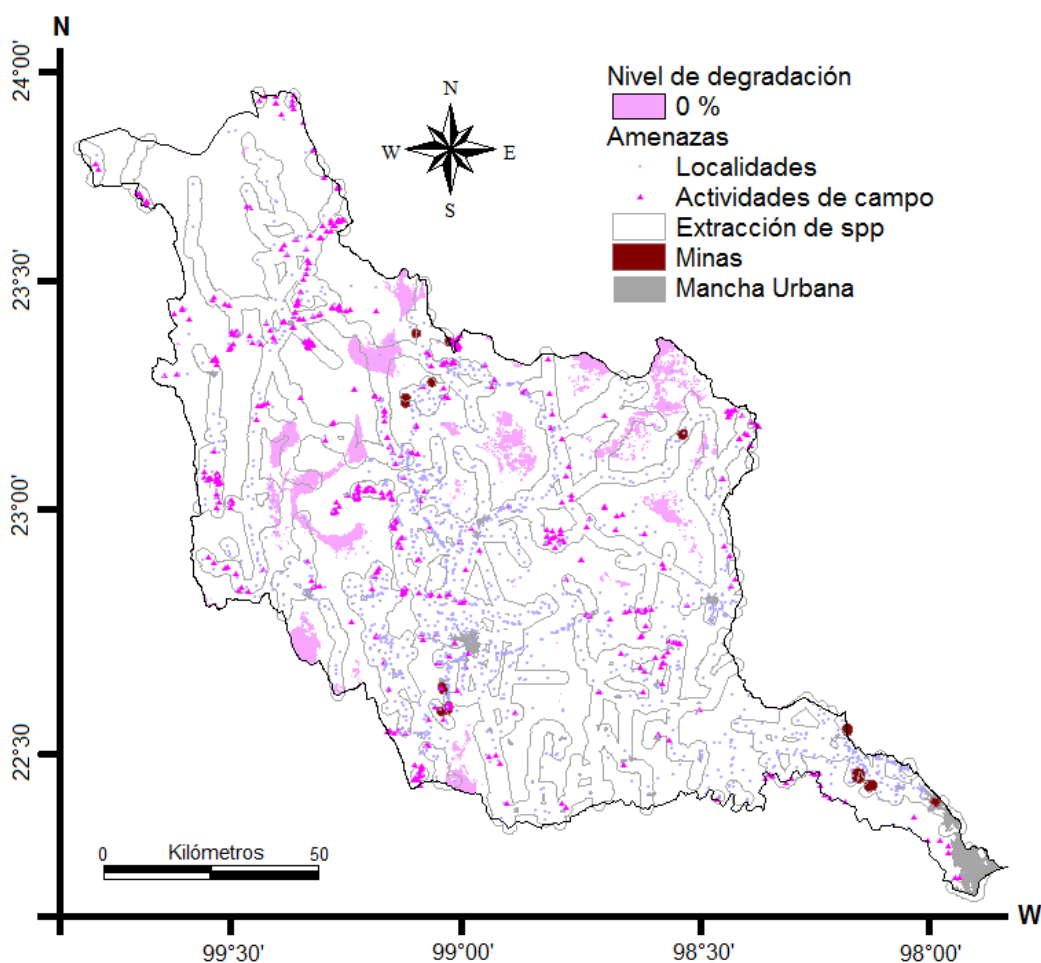 N
24°00'
23°30'
23°00'
22°30'
N
W
E
S
Nivel de degradación
0 %
Amenazas
Localidades
Actividades de campo
Extracción de spp
Minas
Mancha Urbana
0 Kilómetros 50
W
99°30'
99°00'
98°30'
98°00'